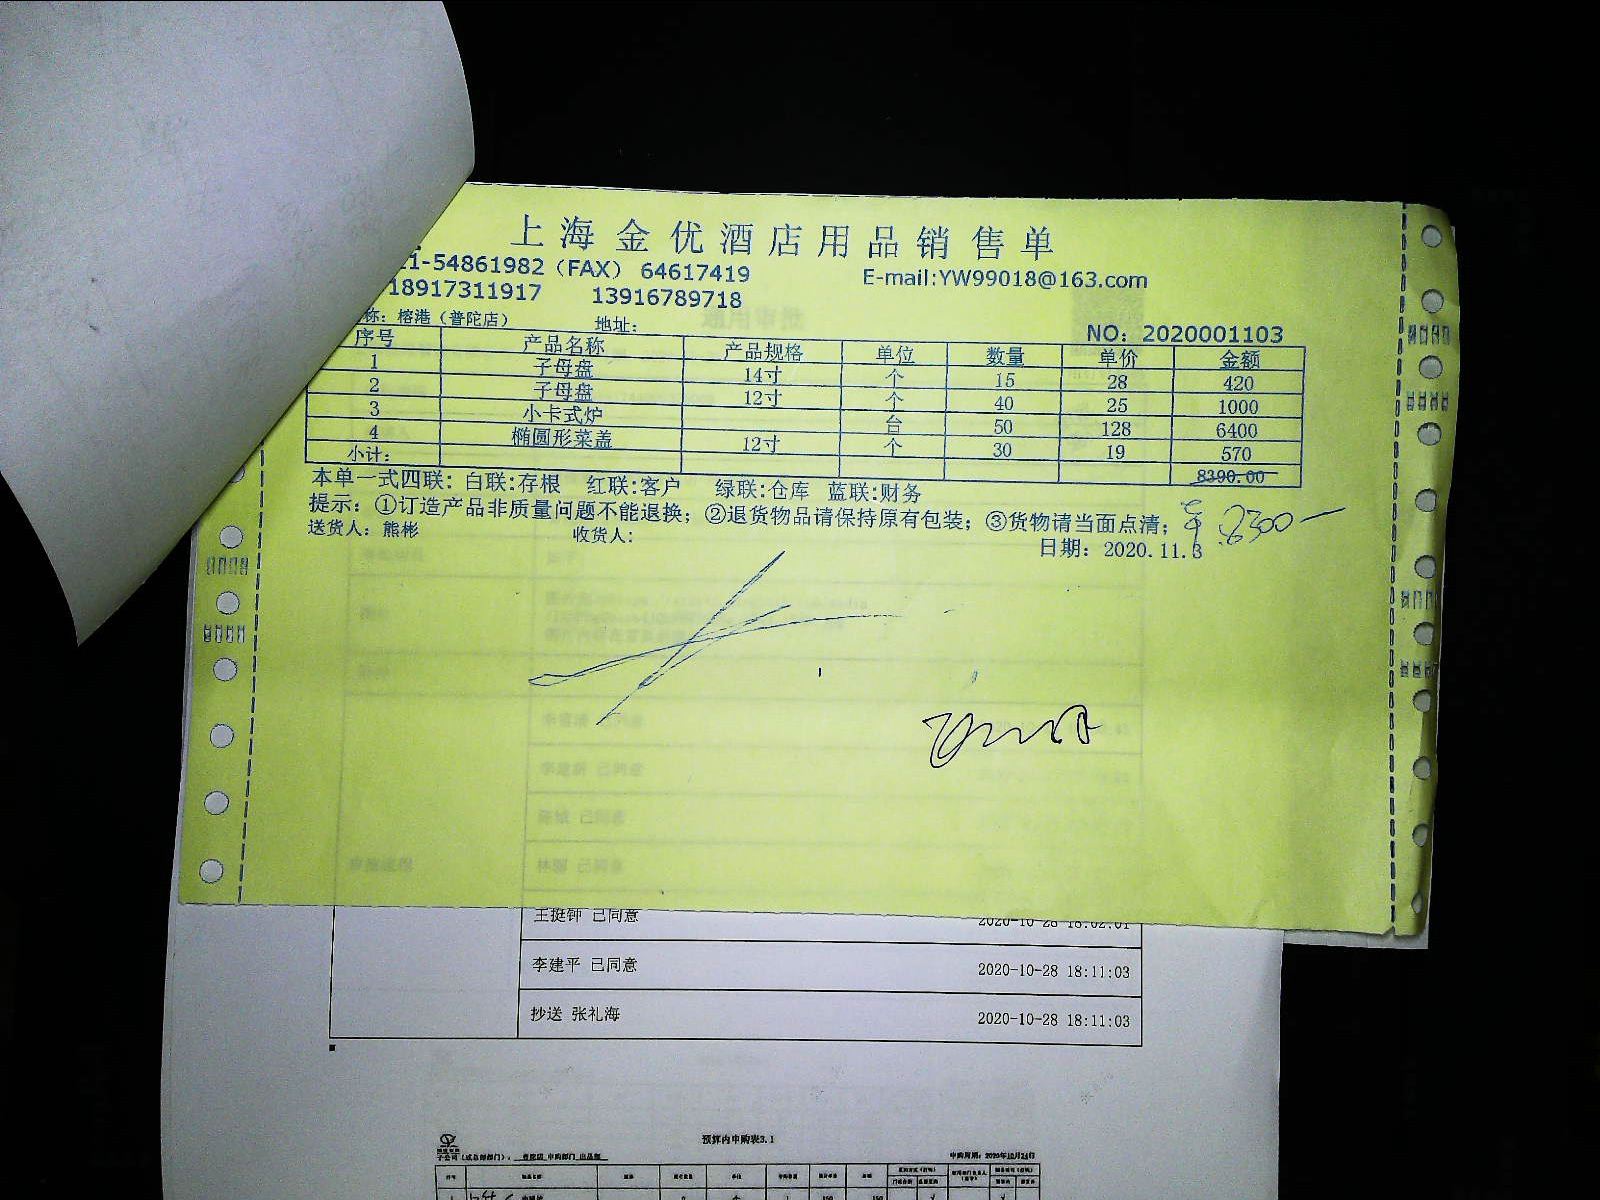 上海金优酒店用品销售单
21-54861982（FAX） 64617419 E-mail:YW99018@163.com
18917311917 13916789718
称：榕港（普陀店） 地址： NO：2020001103
序号 产品名称 产品规格 单位 数量 单价 金额
1 子母盘 14寸 个 15 28 420
2 子母盘 12寸 个 40 25 1000
3 小卡式炉 台 50 128 6400
4 椭圆形菜盖 12寸 个 30 19 570
小计： 8390.00
本单一式四联：白联:存根 红联:客户 绿联:仓库 蓝联:财务
提示：①订造产品非质量问题不能退换；②退货物品请保持原有包装；③货物请当面点清；
8300
送货人：熊彬 收货人： 日期：2020.11.3
王挺钟 已同意 2020-10-28 18:02:01
李建平 已同意 2020-10-28 18:11:03
抄送 张礼海 2020-10-28 18:11:03
预算内申购表3.1